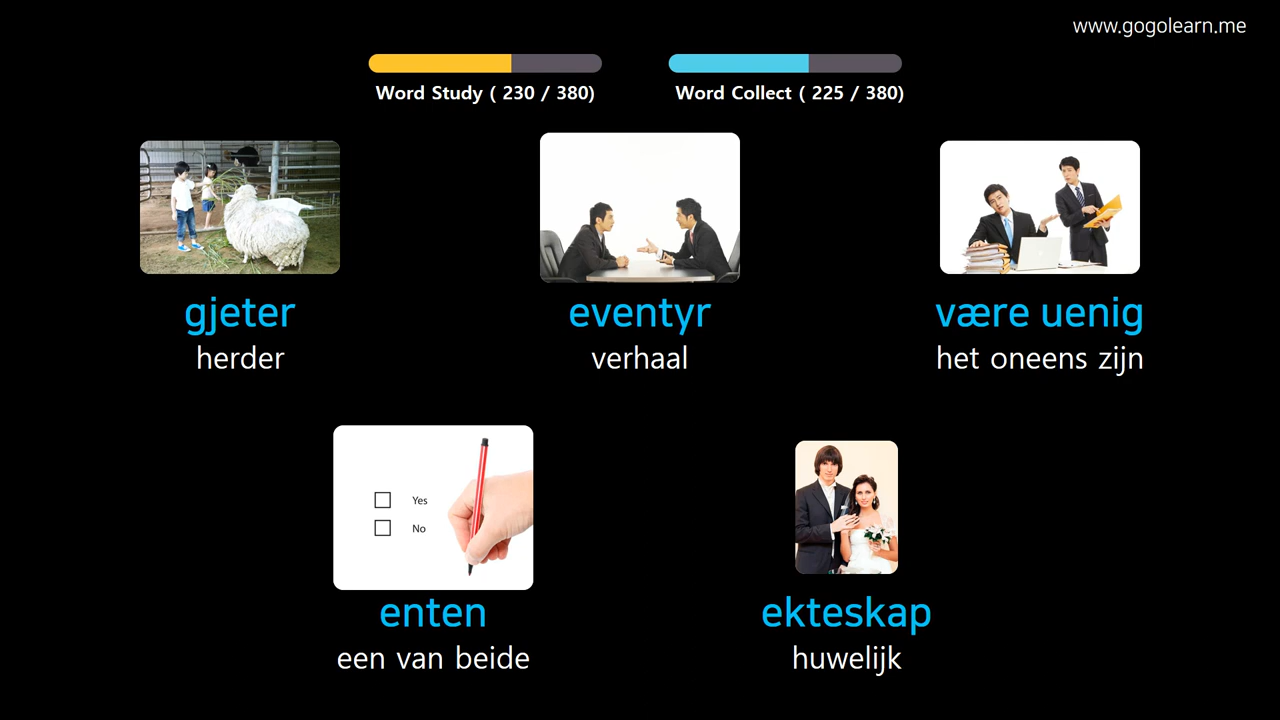 www.gogolearn.me
Word Study ( 230 / 380)
Word Collect ( 225 / 380)
gjeter
herder
eventyr
verhaal
være uenig
het oneens zijn
Yes
No
enten
een van beide
ekteskap
huwelijk